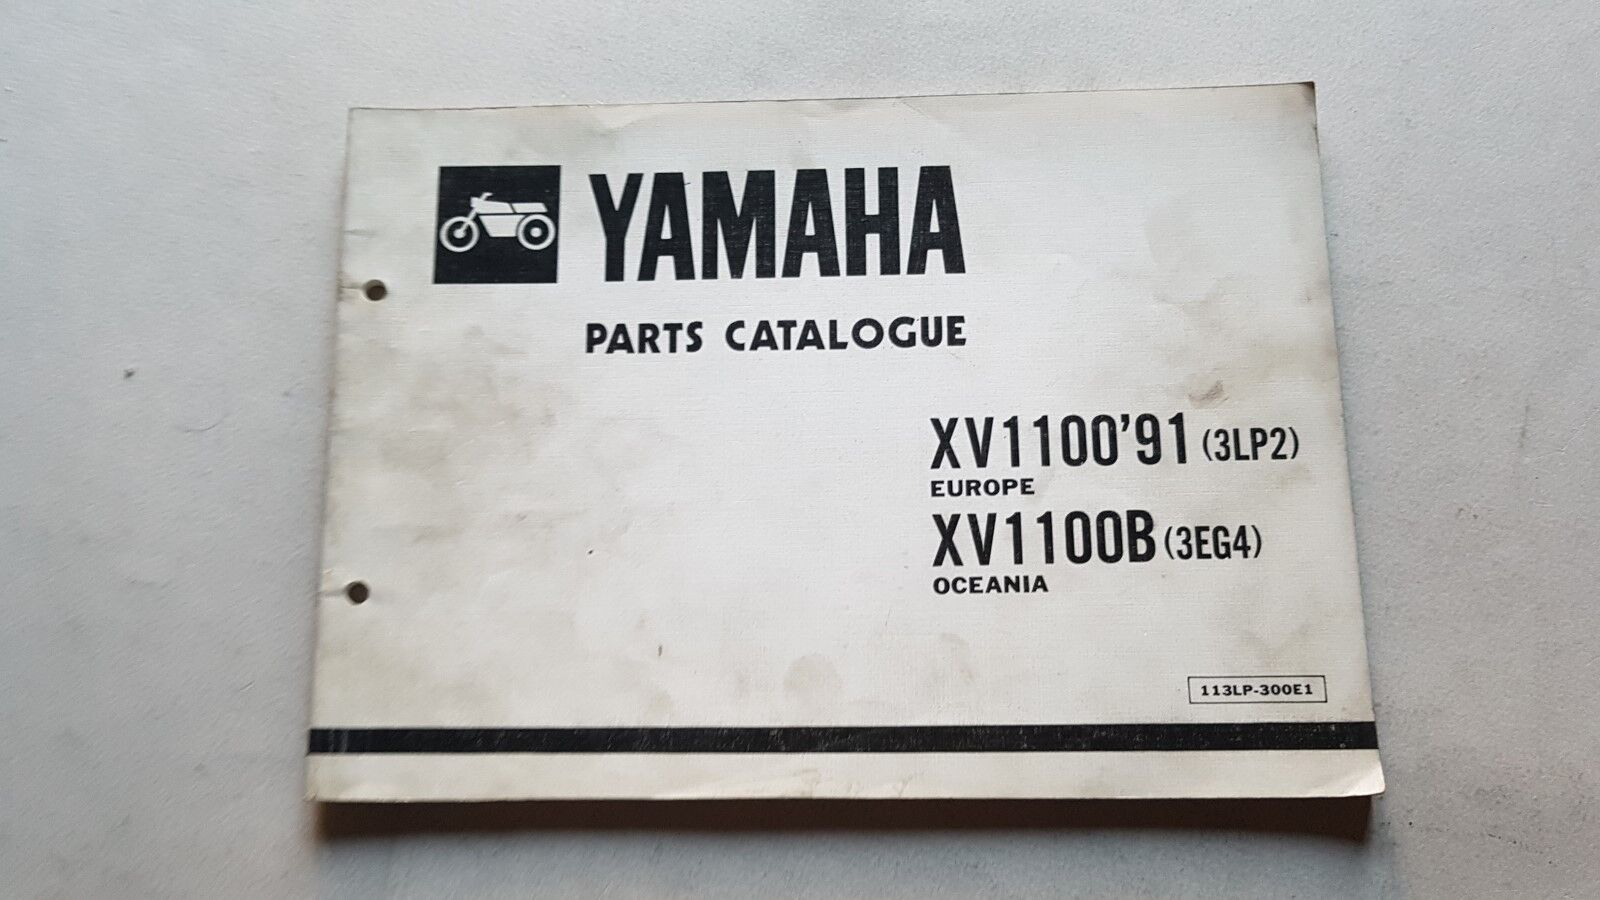 YAMAHA
PARTS CATALOGUE
XV1100'91 (3LP2)
EUROPE
XV1100B (3EG4)
OCEANIA
113LP-300E1